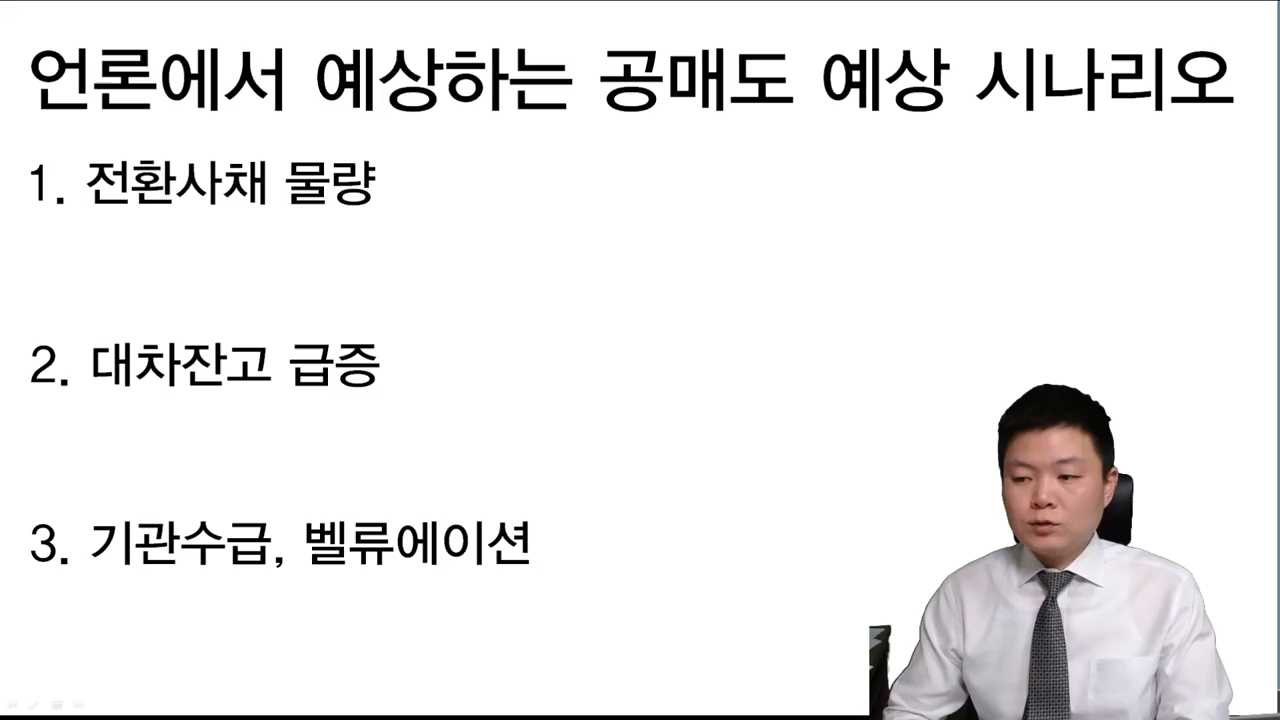 언론에서 예상하는 공매도 예상 시나리오
1. 전환사채 물량
2. 대차잔고 급증
3. 기관수급, 벨류에이션